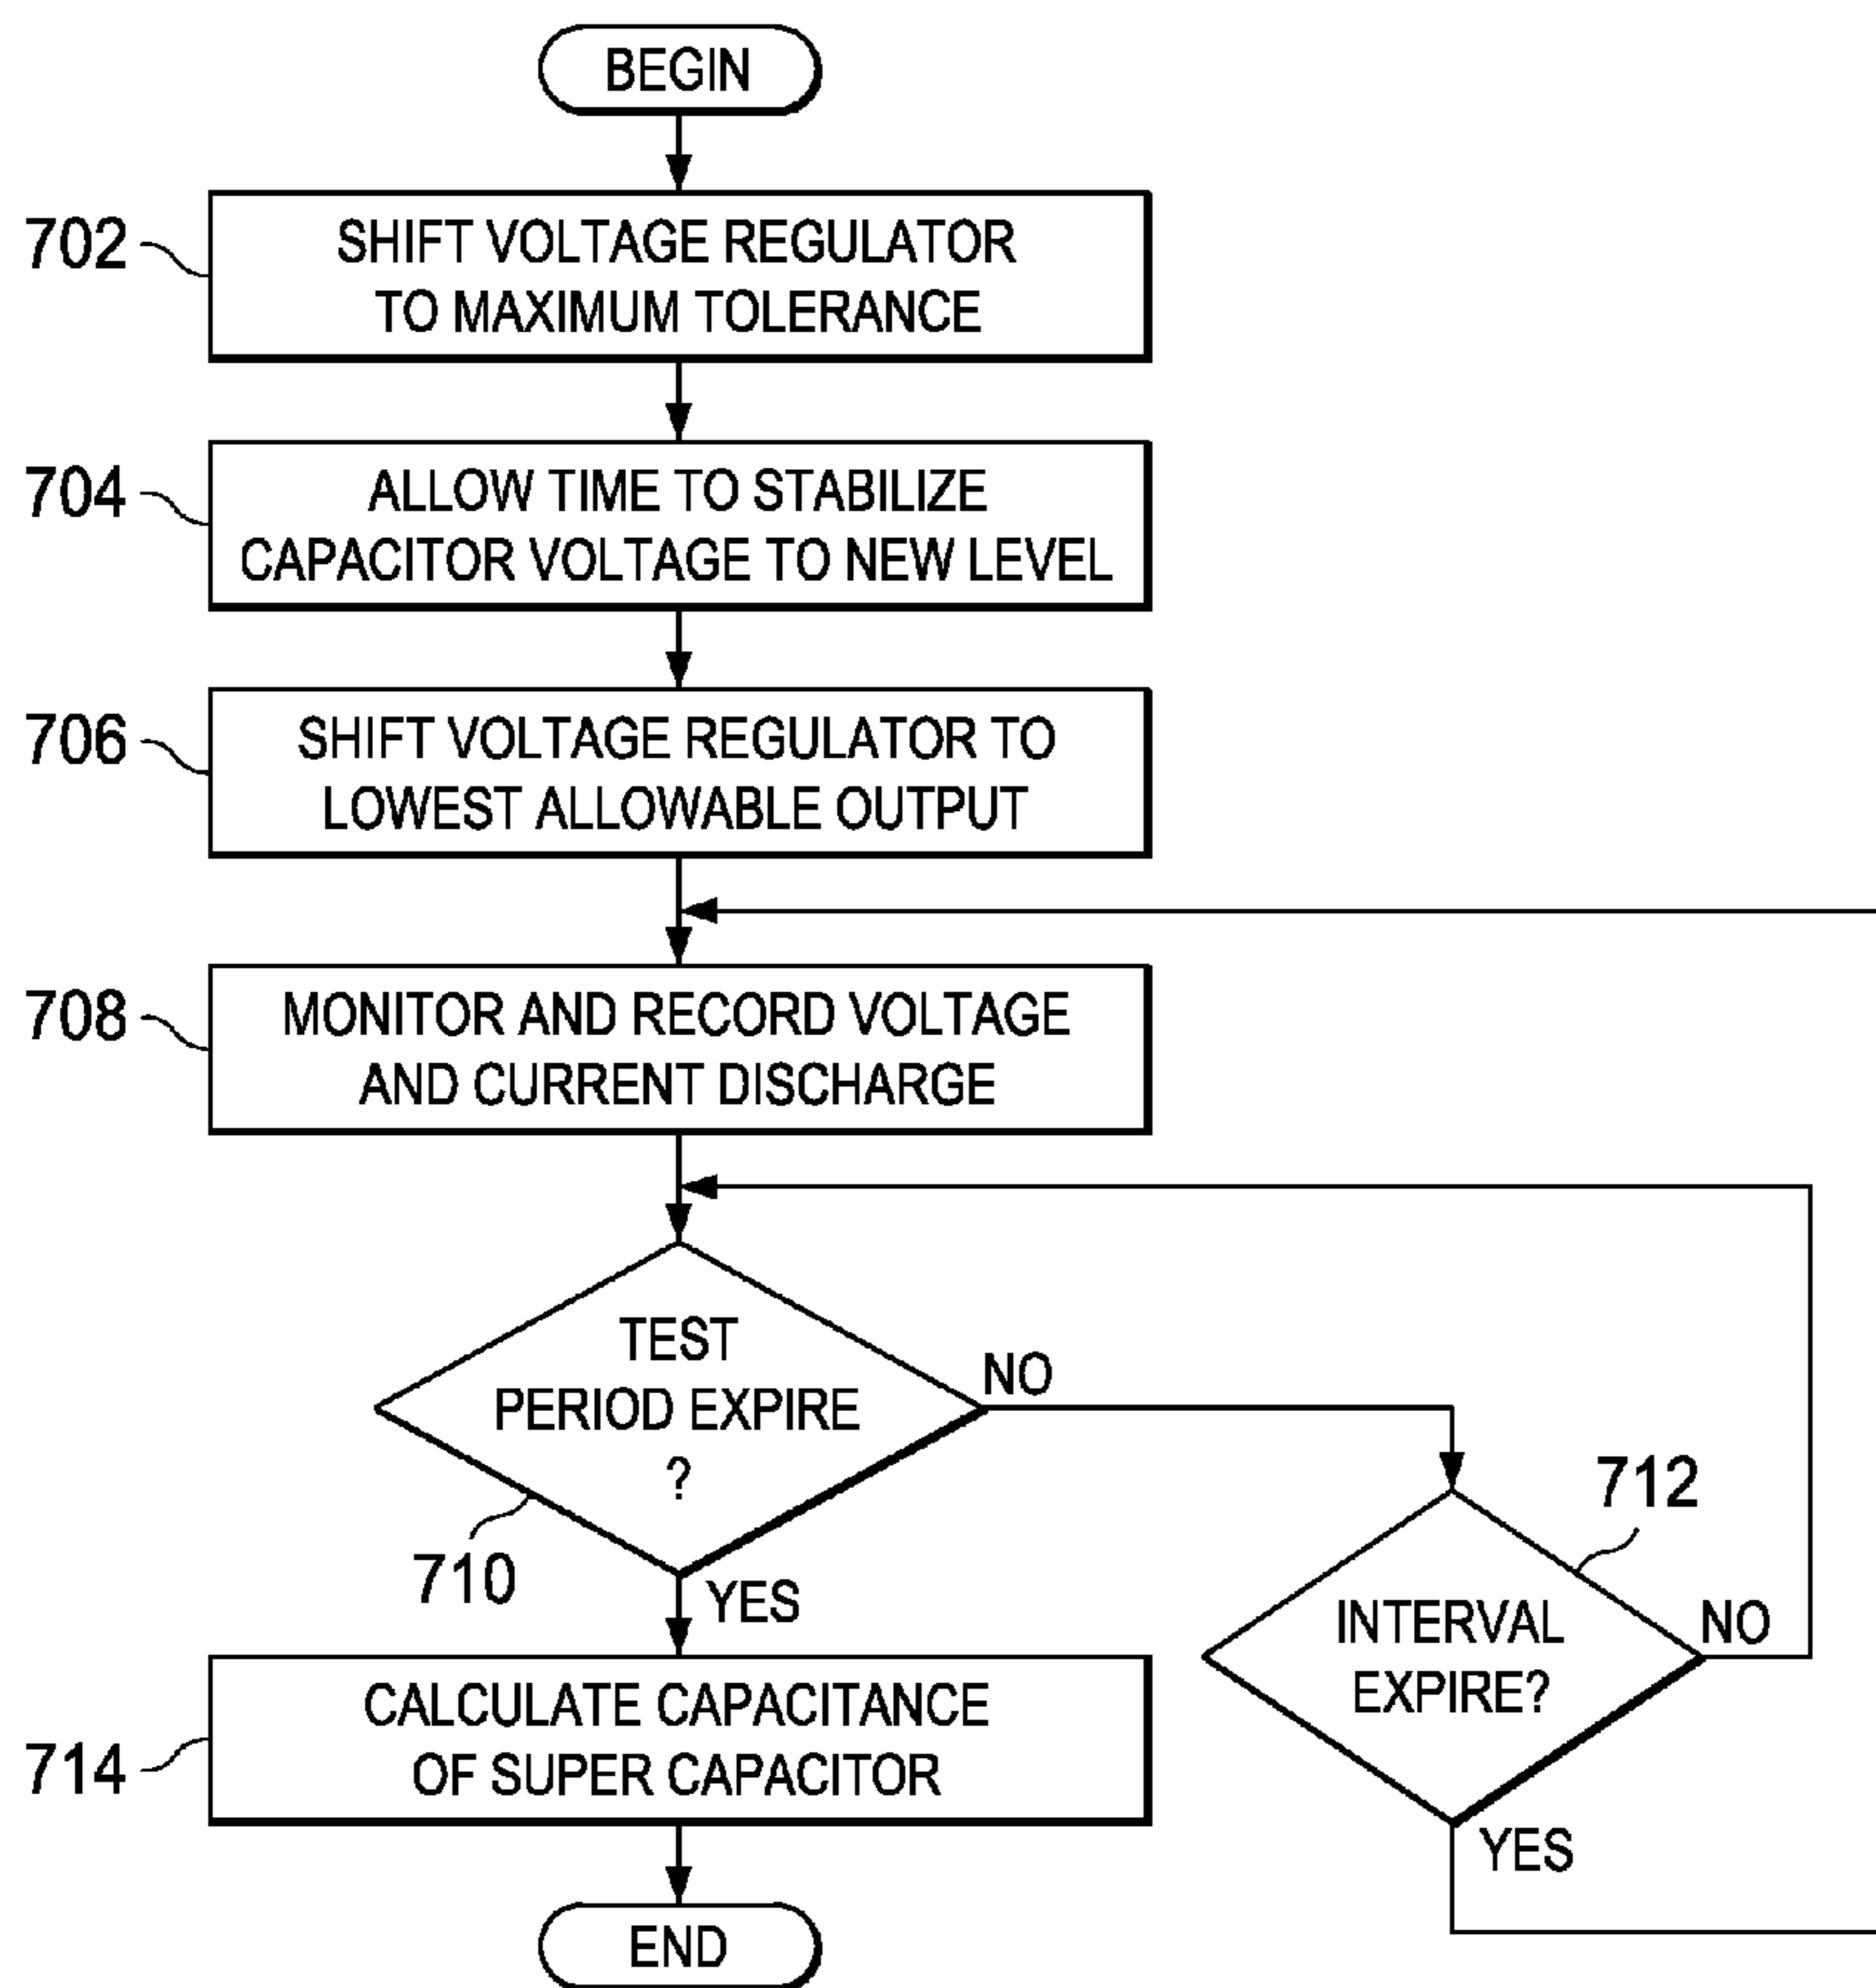 BEGIN
702
SHIFT VOLTAGE REGULATOR
TO MAXIMUM TOLERANCE
704
ALLOW TIME TO STABILIZE
CAPACITOR VOLTAGE TO NEW LEVEL
706
SHIFT VOLTAGE REGULATOR TO
LOWEST ALLOWABLE OUTPUT
708
MONITOR AND RECORD VOLTAGE
AND CURRENT DISCHARGE
TEST
PERIOD EXPIRE
?
NO
710
YES
712
INTERVAL
EXPIRE?
NO
YES
714
CALCULATE CAPACITANCE
OF SUPER CAPACITOR
END